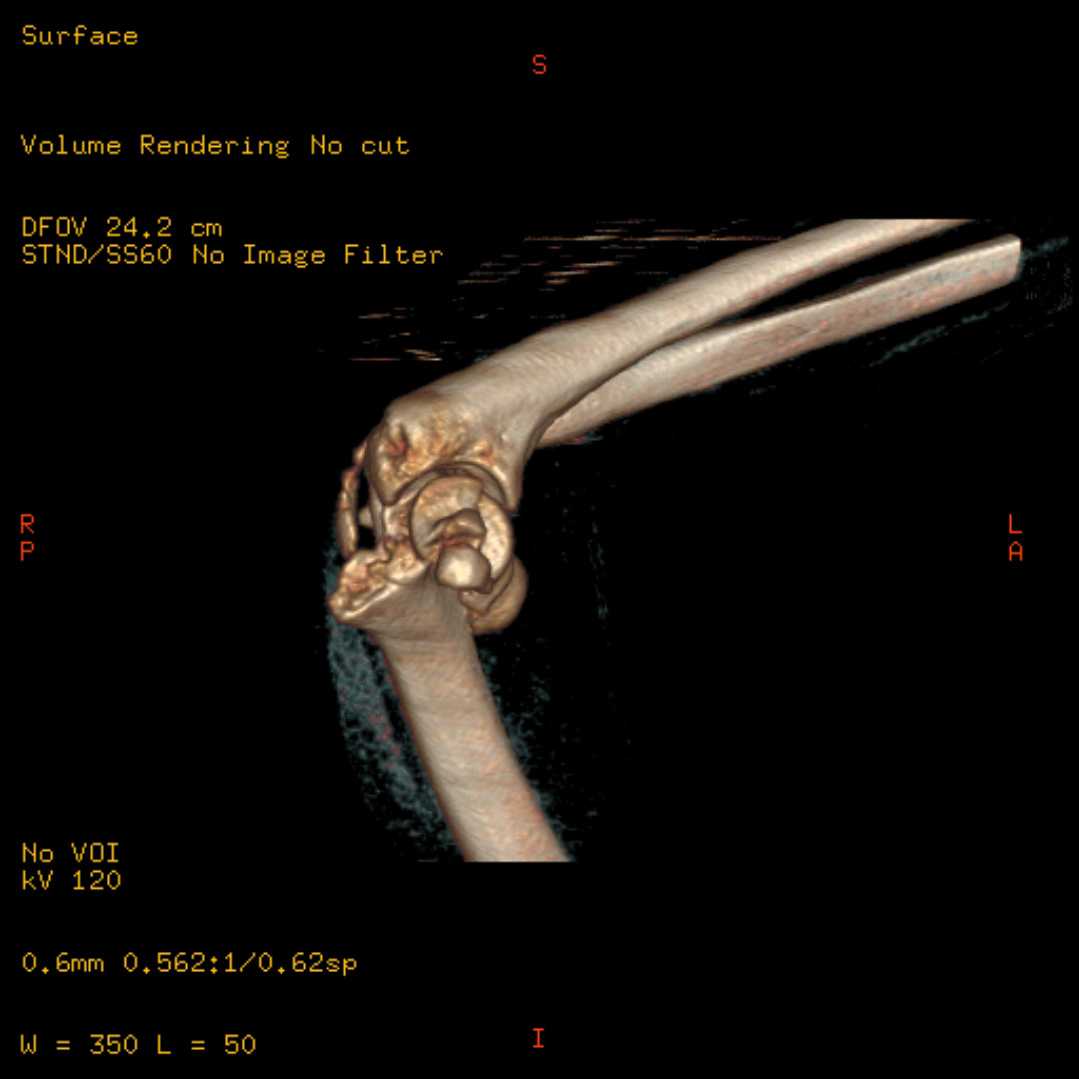 Surface
S
Volume Rendering No cut
DFOV 24.2 cm
STND/SS60 No Image Filter
R
P
L
A
No VOI
kV 120
0.6mm 0.562:1/0.62sp
I
W = 350 L = 50